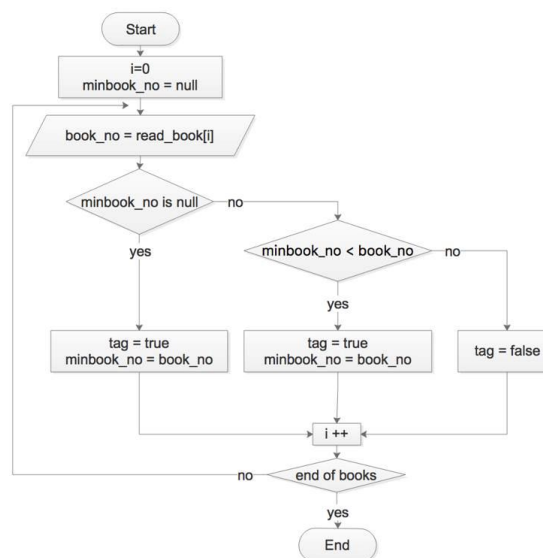 Start
i=0
minbook_no = null
book_no = read_book[i]
minbook_no is null
no
yes
minbook_no < book_no
no
yes
tag = true
minbook_no = book_no
tag = true
minbook_no = book_no
tag = false
i ++
end of books
no
yes
End